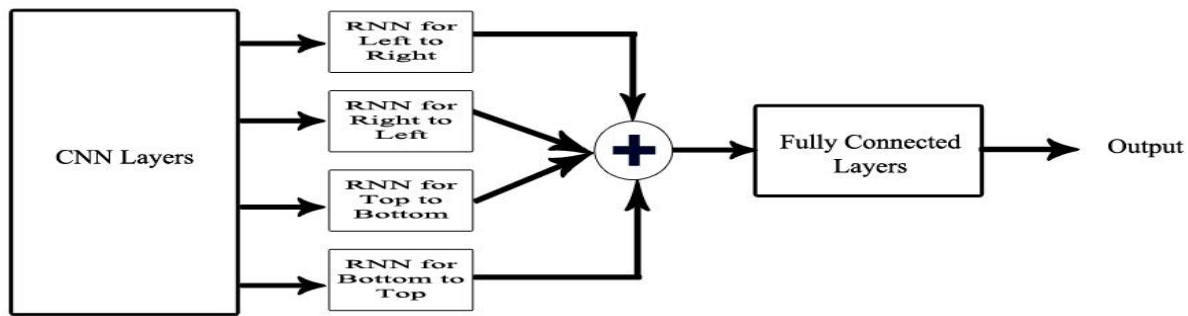 CNN Layers
RNN for
Left to
Right
RNN for
Right to
Left
RNN for
Top to
Bottom
RNN for
Bottom to
Top
+
Fully Connected
Layers
Output